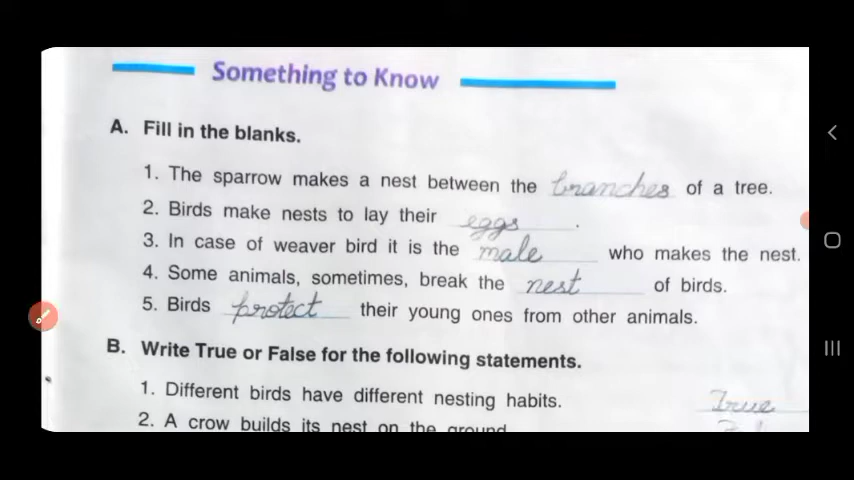 Something to Know
A. Fill in the blanks.
1. The sparrow makes a nest between the branches of a tree.
2. Birds make nests to lay their eggs.
3. In case of weaver bird it is the male who makes the nest.
4. Some animals, sometimes, break the nest of birds.
5. Birds protect their young ones from other animals.
B. Write True or False for the following statements.
1. Different birds have different nesting habits. True
2. A crow builds its nest on the ground.